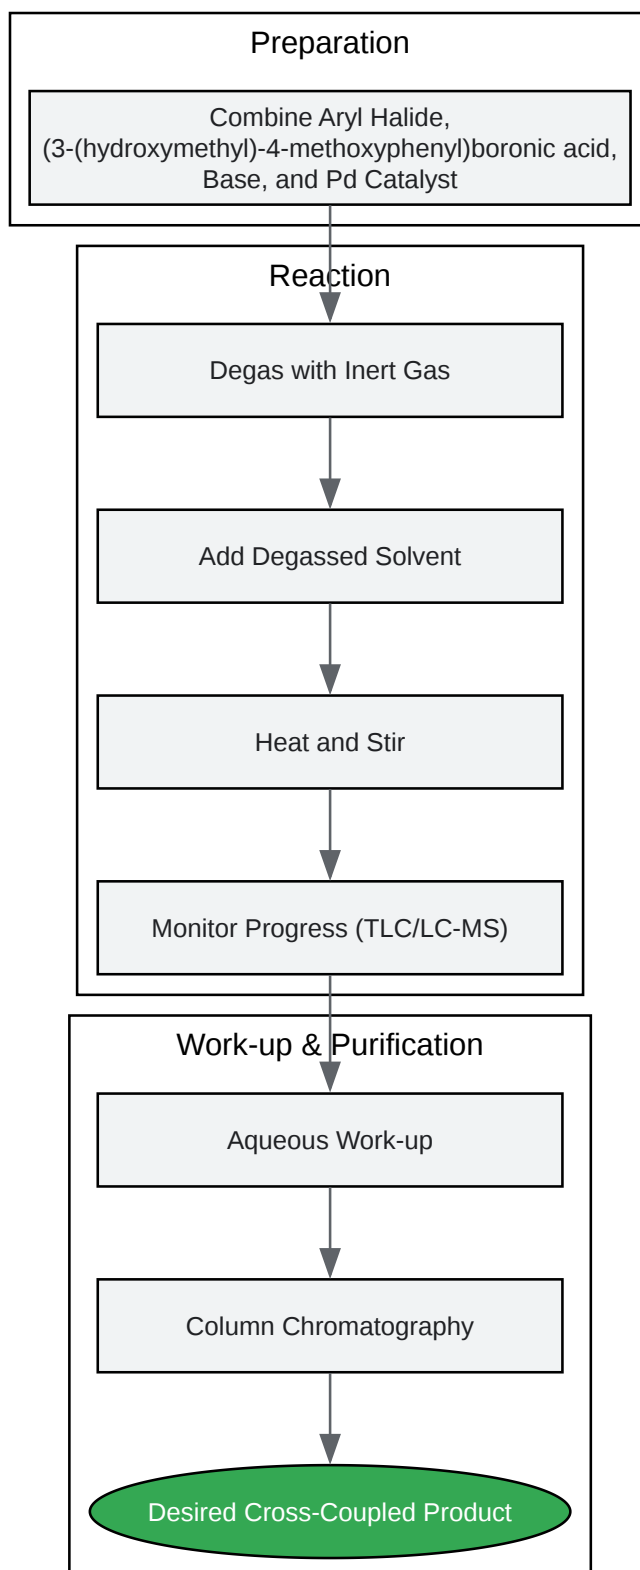 Preparation
Combine Aryl Halide,
(3-(hydroxymethyl)-4-methoxyphenyl)boronic acid,
Base, and Pd Catalyst
Reaction
Degas with Inert Gas
Add Degassed Solvent
Heat and Stir
Monitor Progress (TLC/LC-MS)
Work-up & Purification
Aqueous Work-up
Column Chromatography
Desired Cross-Coupled Product